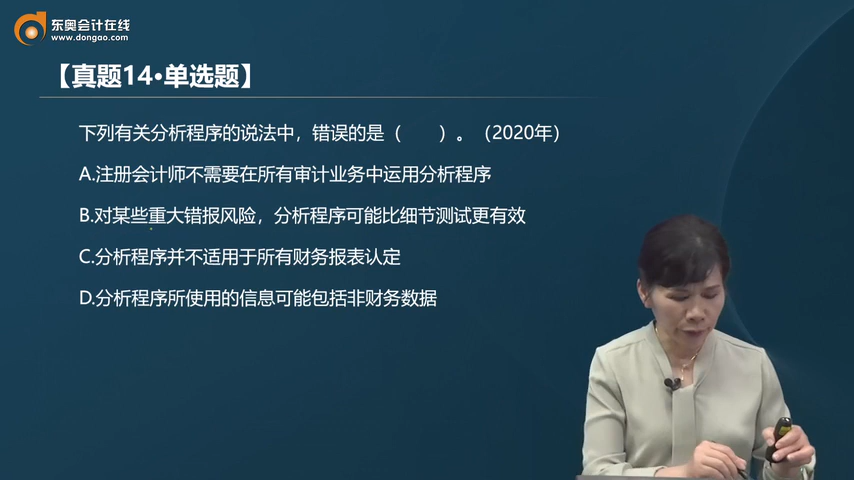 东奥会计在线
www.dongao.com
【真题14·单选题】
下列有关分析程序的说法中，错误的是（　　）。（2020年）
A.注册会计师不需要在所有审计业务中运用分析程序
B.对某些重大错报风险，分析程序可能比细节测试更有效
C.分析程序并不适用于所有财务报表认定
D.分析程序所使用的信息可能包括非财务数据